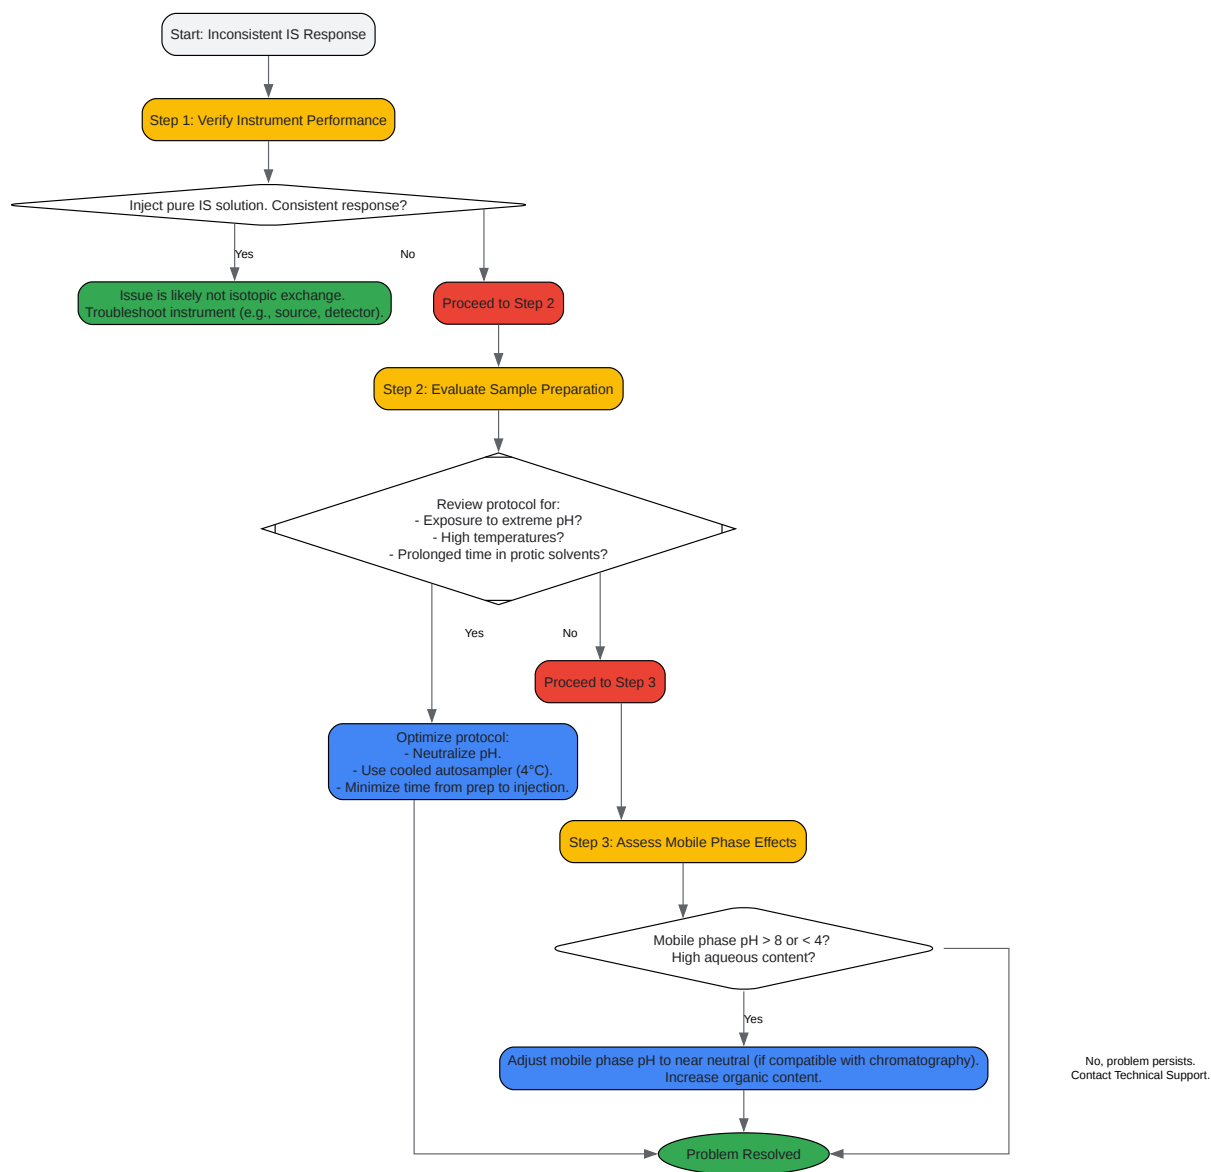 Start: Inconsistent IS Response
Step 1: Verify Instrument Performance
Inject pure IS solution. Consistent response?
Yes
No
Issue is likely not isotopic exchange.
Troubleshoot instrument (e.g., source, detector).
Proceed to Step 2
Step 2: Evaluate Sample Preparation
Review protocol for:
- Exposure to extreme pH?
- High temperatures?
- Prolonged time in protic solvents?
Yes
No
Proceed to Step 3
Optimize protocol:
- Neutralize pH.
- Use cooled autosampler (4°C).
- Minimize time from prep to injection.
Step 3: Assess Mobile Phase Effects
Mobile phase pH > 8 or < 4?
High aqueous content?
Yes
Adjust mobile phase pH to near neutral (if compatible with chromatography).
Increase organic content.
No, problem persists.
Contact Technical Support.
Problem Resolved